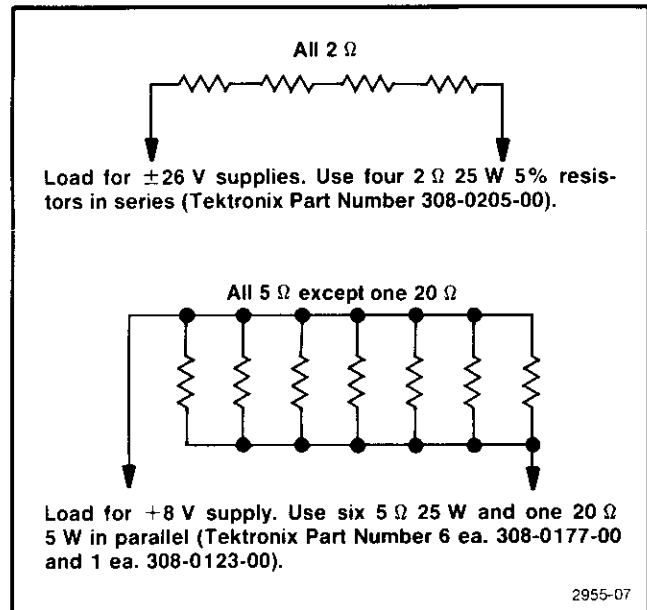 All 2 Ω
Load for ±26 V supplies. Use four 2 Ω 25 W 5% resis-
tors in series (Tektronix Part Number 308-0205-00).
All 5 Ω except one 20 Ω
Load for +8 V supply. Use six 5 Ω 25 W and one 20 Ω
5 W in parallel (Tektronix Part Number 6 ea. 308-0177-00
and 1 ea. 308-0123-00).
2955-07